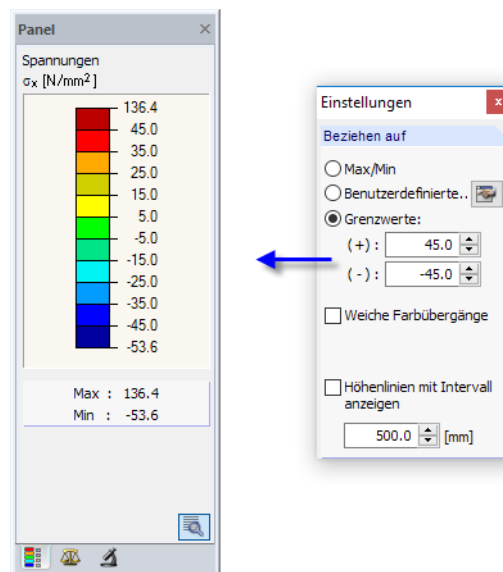 Panel
Spannungen
σx [N/mm²]
136.4
45.0
35.0
25.0
15.0
5.0
-5.0
-15.0
-25.0
-35.0
-45.0
-53.6
Max : 136.4
Min : -53.6
Einstellungen
x
Beziehen auf
Max/Min
Benutzerdefinierte..
Grenzwerte:
(+): 45.0
(-): -45.0
Weiche Farbübergänge
Höhenlinien mit Intervall
anzeigen
500.0 [mm]